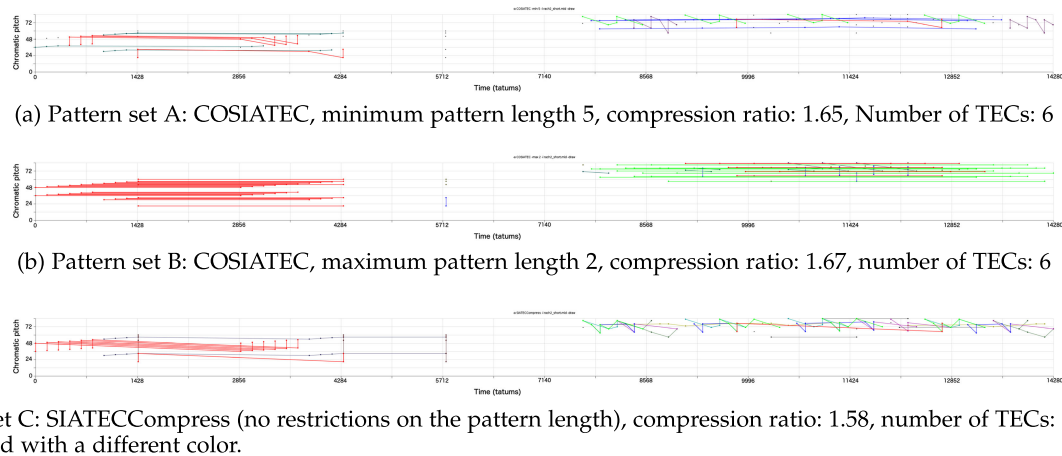 Chromatic pitch
72
48
24
0
0 1428 2856 4284 5712 7140 8568 9996 11424 12852 14280
Time (tatums)
(a) Pattern set A: COSIATEC, minimum pattern length 5, compression ratio: 1.65, Number of TECs: 6
Chromatic pitch
72
48
24
0
0 1428 2856 4284 5712 7140 8568 9996 11424 12852 14280
Time (tatums)
(b) Pattern set B: COSIATEC, maximum pattern length 2, compression ratio: 1.67, number of TECs: 6
Chromatic pitch
72
48
24
0
0 1428 2856 4284 5712 7140 8568 9996 11424 12852 14280
Time (tatums)
et C: SIATECCompress (no restrictions on the pattern length), compression ratio: 1.58, number of TECs:
d with a different color.